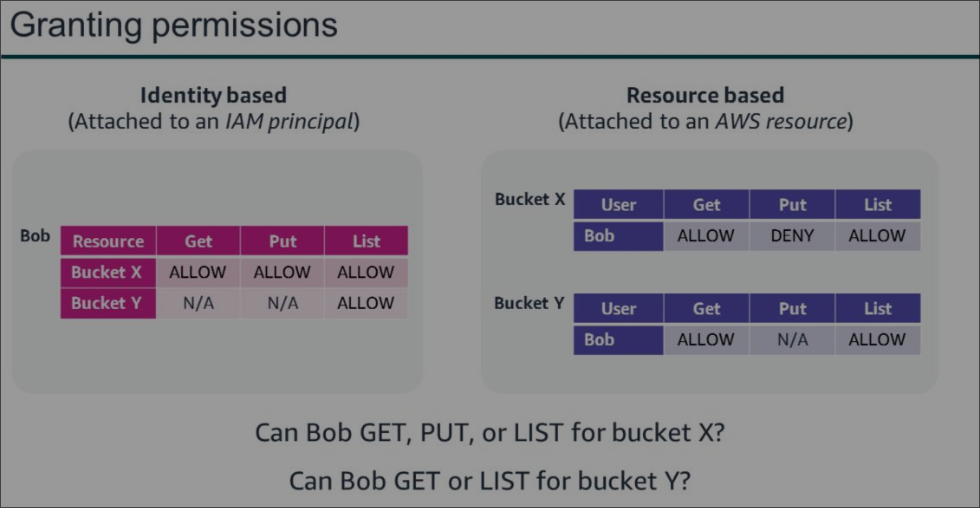 Granting permissions
Identity based
(Attached to an IAM principal)
Resource based
(Attached to an AWS resource)
Bob
Resource Get Put List
Bucket X ALLOW ALLOW ALLOW
Bucket Y N/A N/A ALLOW
Bucket X
User Get Put List
Bob ALLOW DENY ALLOW
Bucket Y
User Get Put List
Bob ALLOW N/A ALLOW
Can Bob GET, PUT, or LIST for bucket X?
Can Bob GET or LIST for bucket Y?